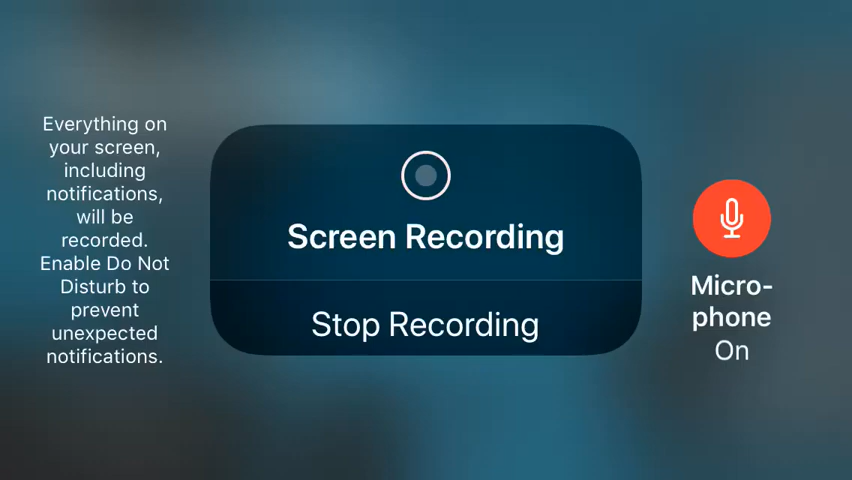 Everything on
your screen,
including
notifications,
will be
recorded.
Enable Do Not
Disturb to
prevent
unexpected
notifications.
Screen Recording
Stop Recording
Micro-
phone
On